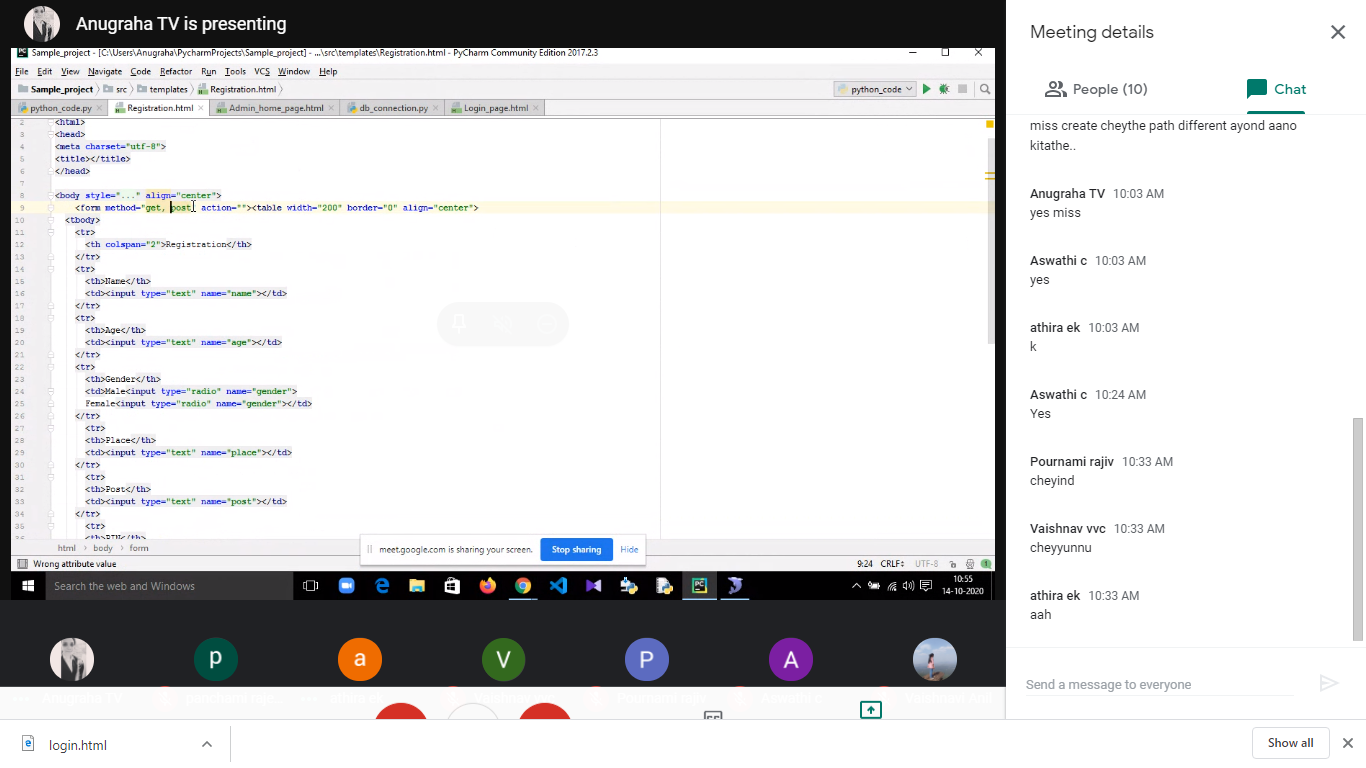 Anugraha TV is presenting
Sample_project - [C:\Users\Anugraha\PycharmProjects\Sample_project] - ...\src\templates\Registration.html - PyCharm Community Edition 2017.2.3
File Edit View Navigate Code Refactor Run Tools VCS Window Help
Sample_project src templates Registration.html python_code
python_code.py Registration.html Admin_home_page.html db_connection.py Login_page.html
2 <html>
3 <head>
4 <meta charset="utf-8">
5 <title></title>
6 </head>
7
8 <body style="..." align="center">
9 <form method="get, post, action=""><table width="200" border="0" align="center">
10 <tbody>
11 <tr>
12 <th colspan="2">Registration</th>
13 </tr>
14 <tr>
15 <th>Name</th>
16 <td><input type="text" name="name"></td>
17 </tr>
18 <tr>
19 <th>Age</th>
20 <td><input type="text" name="age"></td>
21 </tr>
22 <tr>
23 <th>Gender</th>
24 <td>Male<input type="radio" name="gender">
25 Female<input type="radio" name="gender"></td>
26 </tr>
27 <tr>
28 <th>Place</th>
29 <td><input type="text" name="place"></td>
30 </tr>
31 <tr>
32 <th>Post</th>
33 <td><input type="text" name="post"></td>
34 </tr>
35 <tr>
36 <th>PIN</th>
html body form
meet.google.com is sharing your screen. Stop sharing Hide
Wrong attribute value 9:24 CRLF÷ UTF-8
Search the web and Windows
10:55
14-10-2020
p a V P A
Meeting details
People (10) Chat
miss create cheythe path different ayond aano
kitathe..
Anugraha TV 10:03 AM
yes miss
Aswathi c 10:03 AM
yes
athira ek 10:03 AM
k
Aswathi c 10:24 AM
Yes
Pournami rajiv 10:33 AM
cheyind
Vaishnav vvc 10:33 AM
cheyyunnu
athira ek 10:33 AM
aah
Send a message to everyone
login.html
Show all